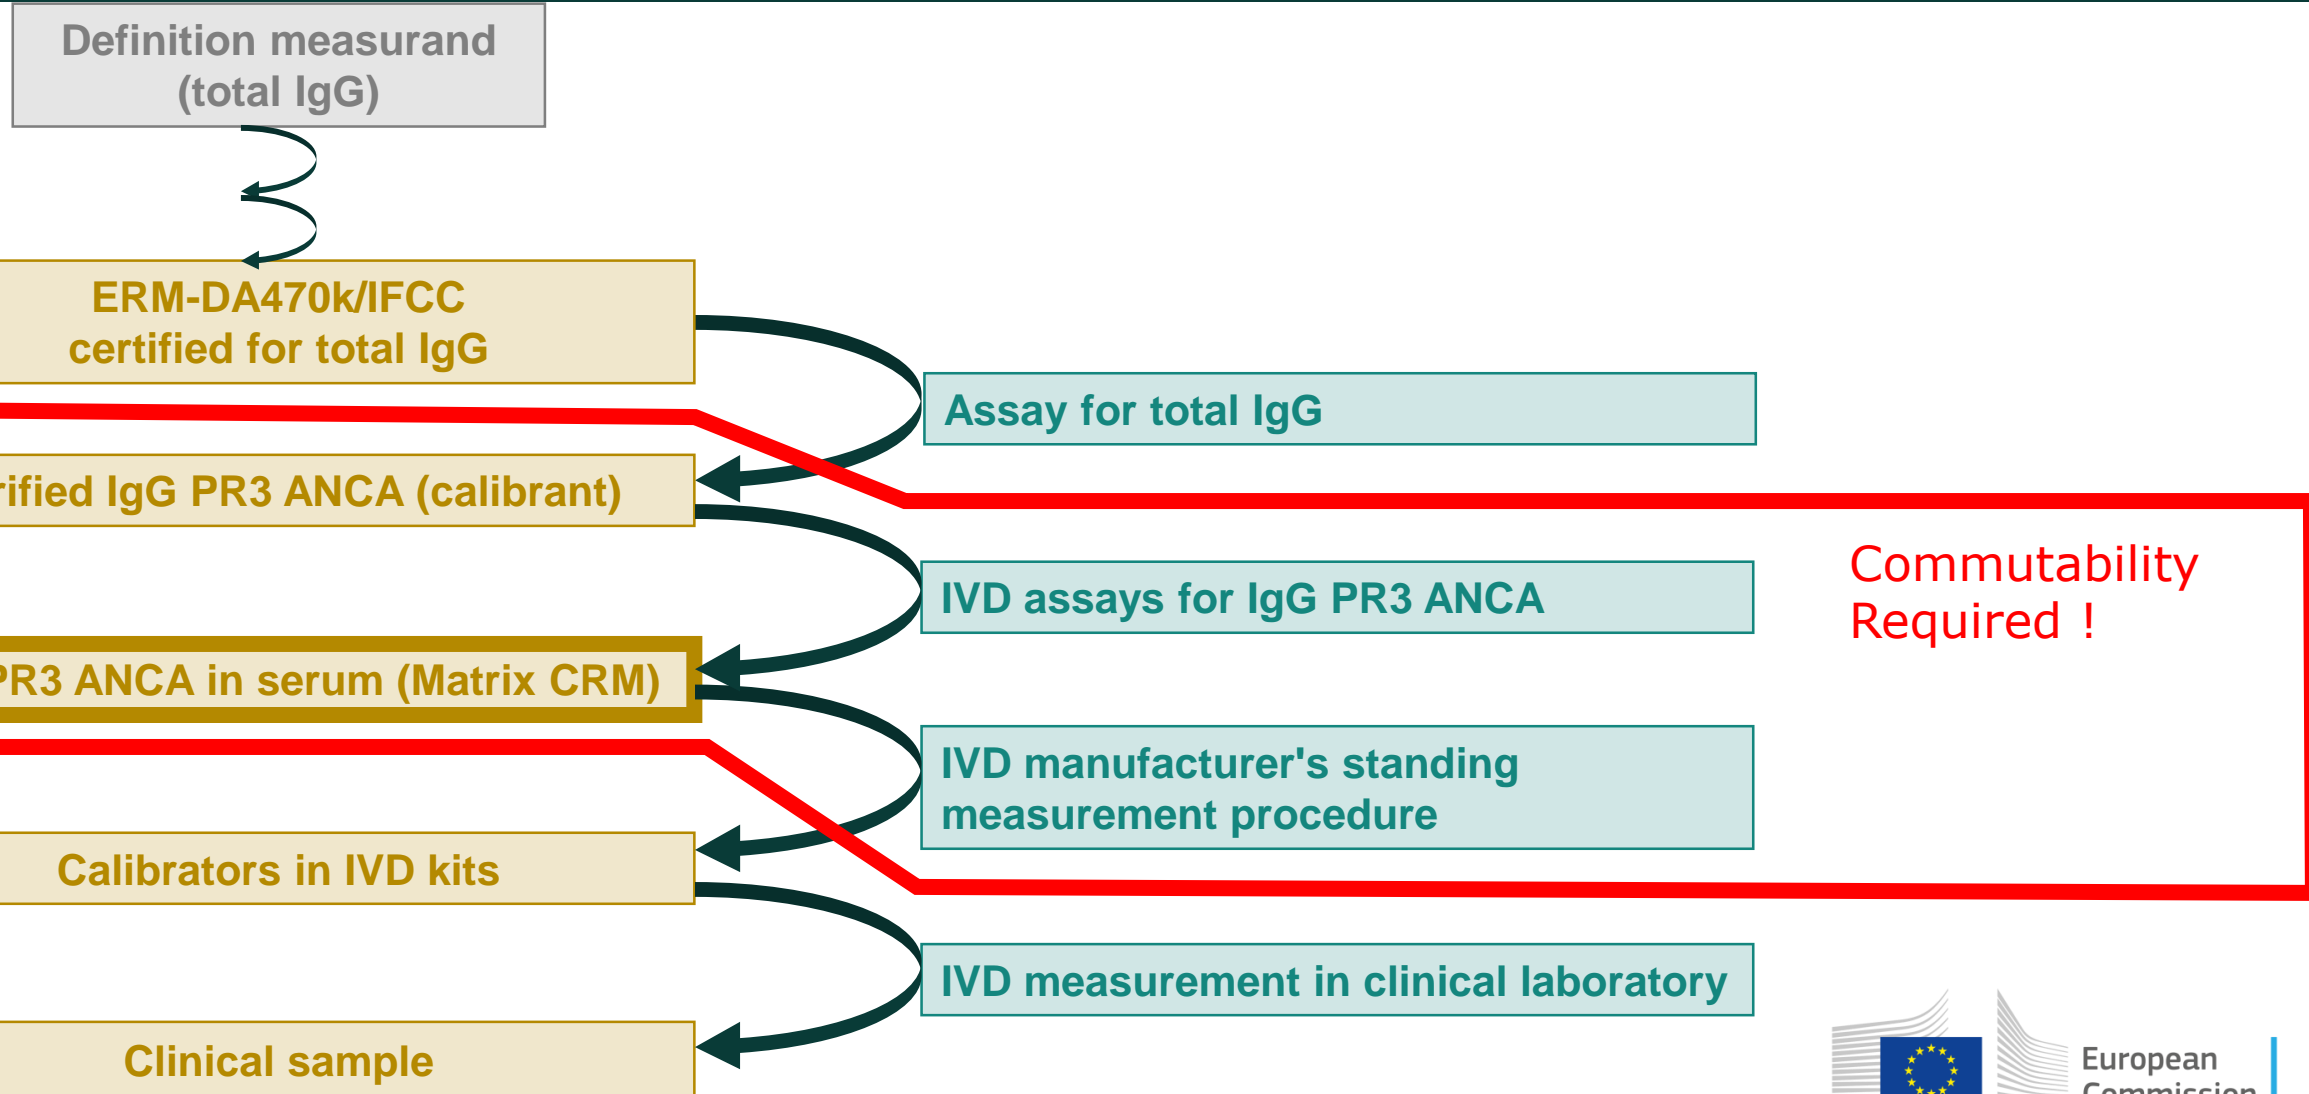 Definition measurand
(total IgG)
ERM-DA470k/IFCC
certified for total IgG
Assay for total IgG
rified IgG PR3 ANCA (calibrant)
IVD assays for IgG PR3 ANCA
Commutability
Required !
PR3 ANCA in serum (Matrix CRM)
IVD manufacturer's standing
measurement procedure
Calibrators in IVD kits
IVD measurement in clinical laboratory
Clinical sample
European
Commission